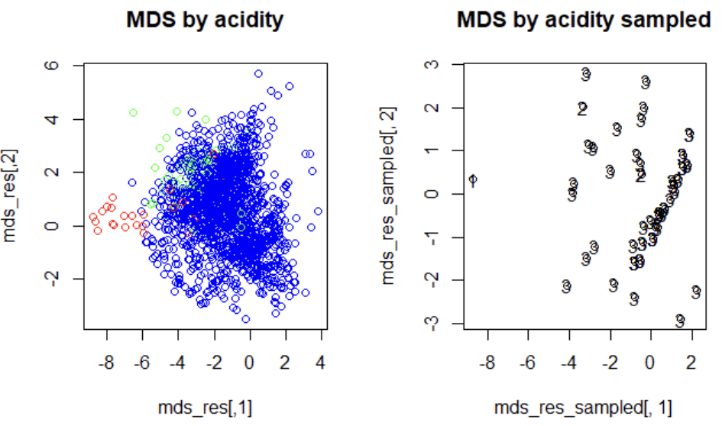 MDS by acidity
6
4
2
0
-2
mds_res[,2]
-8 -6 -4 -2 0 2 4
mds_res[,1]
MDS by acidity sampled
3
2
1
0
-1
-2
-3
mds_res_sampled[, 2]
-8 -6 -4 -2 0 2
mds_res_sampled[, 1]